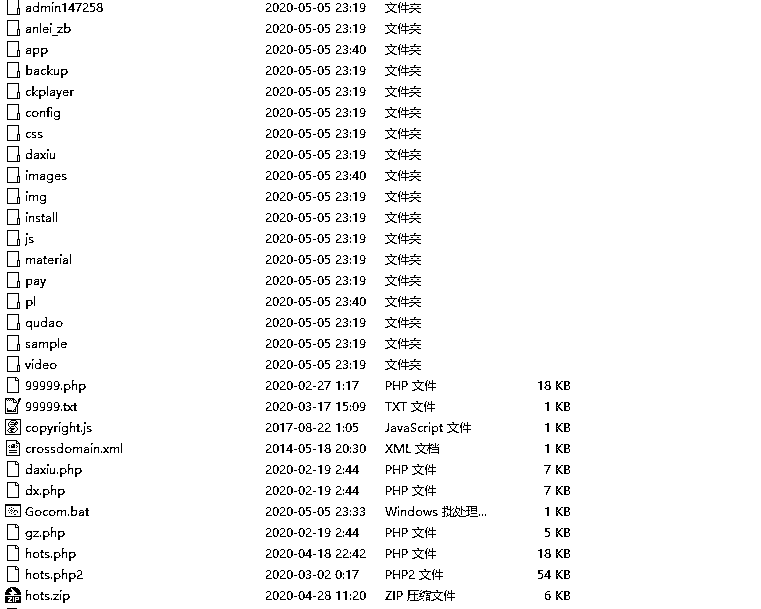 admin147258 2020-05-05 23:19 文件夹
anlei_zb 2020-05-05 23:19 文件夹
app 2020-05-05 23:40 文件夹
backup 2020-05-05 23:19 文件夹
ckplayer 2020-05-05 23:19 文件夹
config 2020-05-05 23:19 文件夹
css 2020-05-05 23:19 文件夹
daxiu 2020-05-05 23:19 文件夹
images 2020-05-05 23:40 文件夹
img 2020-05-05 23:19 文件夹
install 2020-05-05 23:19 文件夹
js 2020-05-05 23:19 文件夹
material 2020-05-05 23:19 文件夹
pay 2020-05-05 23:19 文件夹
pl 2020-05-05 23:40 文件夹
qudao 2020-05-05 23:19 文件夹
sample 2020-05-05 23:19 文件夹
video 2020-05-05 23:19 文件夹
99999.php 2020-02-27 1:17 PHP 文件 18 KB
99999.txt 2020-03-17 15:09 TXT 文件 1 KB
copyright.js 2017-08-22 1:05 JavaScript 文件 1 KB
crossdomain.xml 2014-05-18 20:30 XML 文档 1 KB
daxiu.php 2020-02-19 2:44 PHP 文件 7 KB
dx.php 2020-02-19 2:44 PHP 文件 7 KB
Gocom.bat 2020-05-05 23:33 Windows 批处理... 1 KB
gz.php 2020-02-19 2:44 PHP 文件 5 KB
hots.php 2020-04-18 22:42 PHP 文件 18 KB
hots.php2 2020-03-02 0:17 PHP2 文件 54 KB
hots.zip 2020-04-28 11:20 ZIP 压缩文件 6 KB